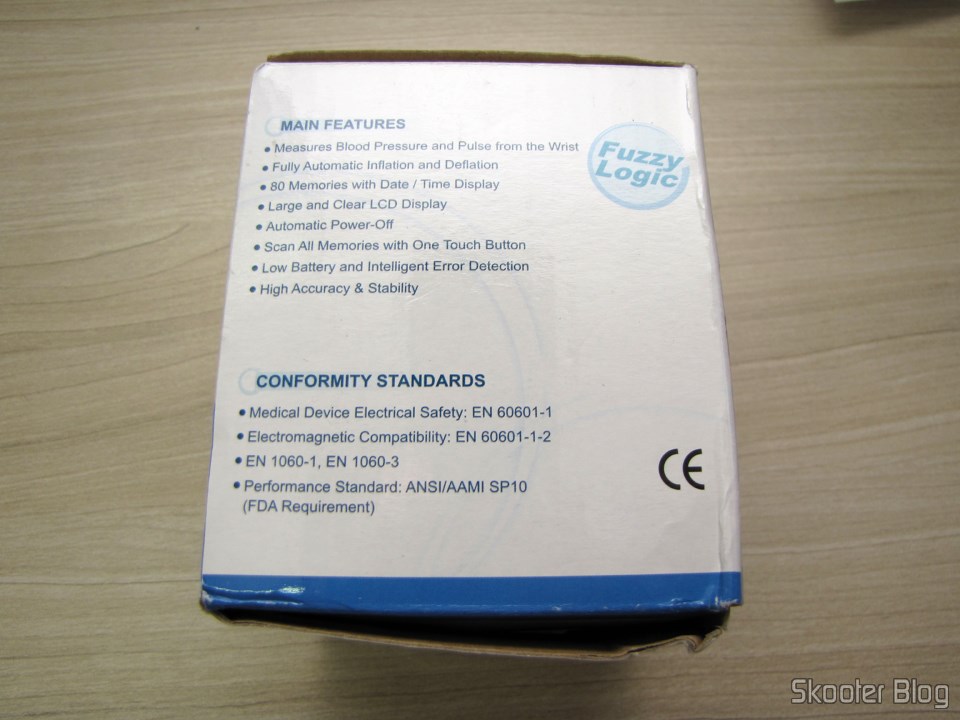 MAIN FEATURES
• Measures Blood Pressure and Pulse from the Wrist
• Fully Automatic Inflation and Deflation
• 80 Memories with Date / Time Display
• Large and Clear LCD Display
• Automatic Power-Off
• Scan All Memories with One Touch Button
• Low Battery and Intelligent Error Detection
• High Accuracy & Stability
Fuzzy
Logic
CONFORMITY STANDARDS
• Medical Device Electrical Safety: EN 60601-1
• Electromagnetic Compatibility: EN 60601-1-2
• EN 1060-1, EN 1060-3
• Performance Standard: ANSI/AAMI SP10
(FDA Requirement)
CE
Skooter Blog